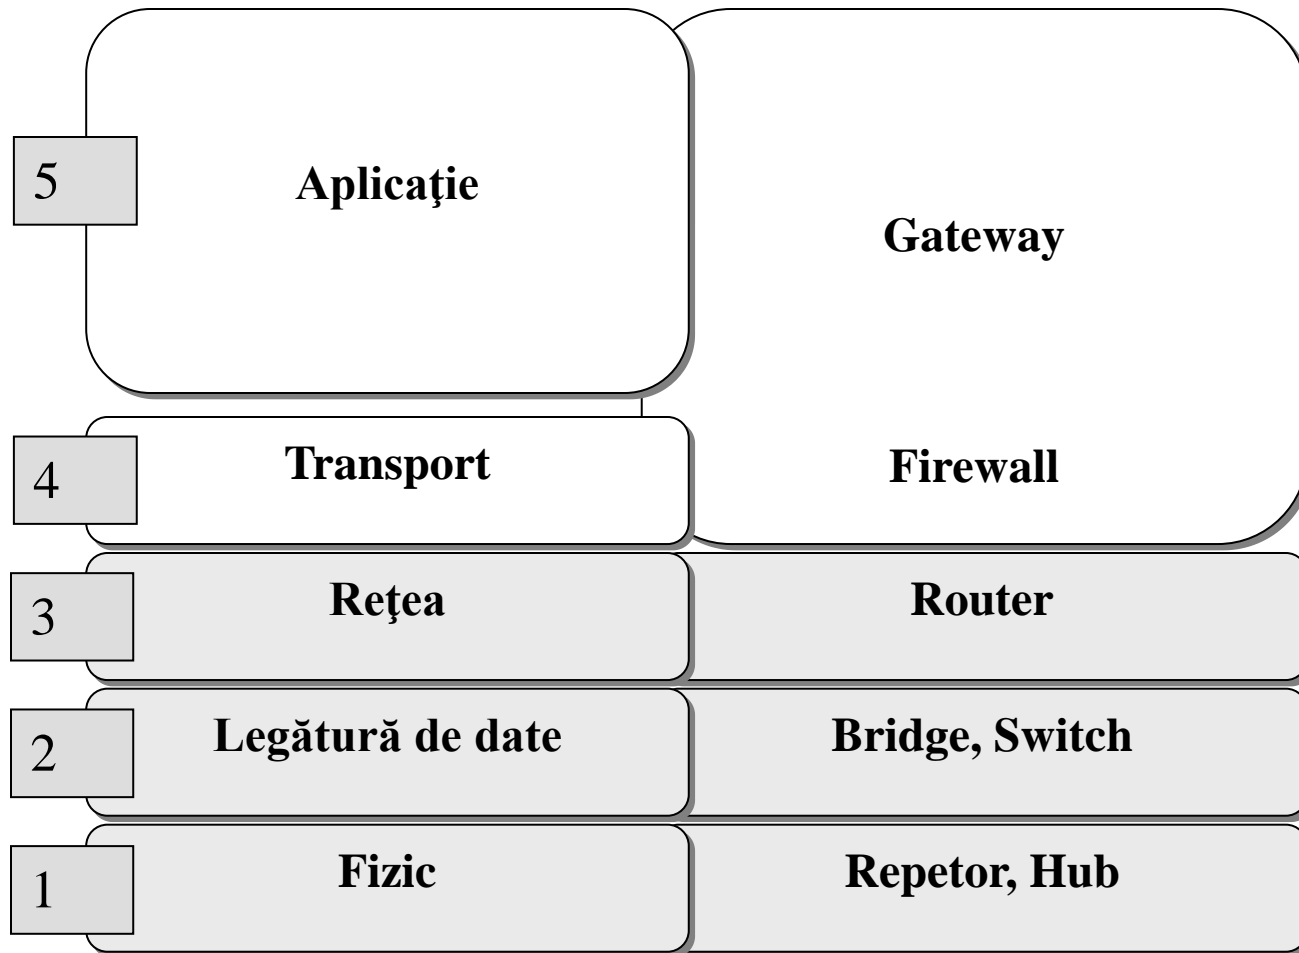 5
Aplicaţie
Gateway
4
Transport
Firewall
3
Reţea
Router
2
Legătură de date
Bridge, Switch
1
Fizic
Repetor, Hub